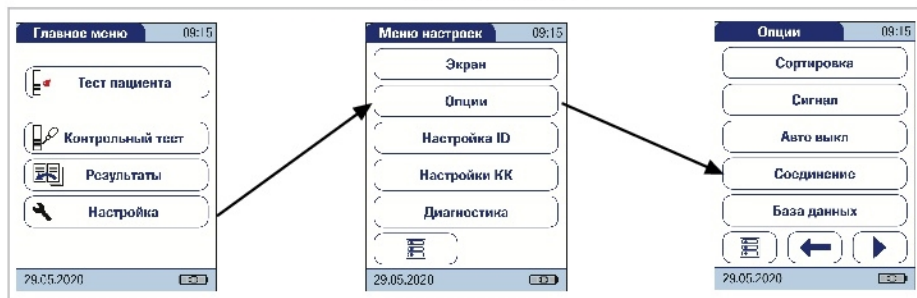 Главное меню 09:15
Тест пациента
Контрольный тест
Результаты
Настройка
29.05.2020
Меню настроек 09:15
Экран
Опции
Настройка ID
Настройки КК
Диагностика
29.05.2020
Опции 09:15
Сортировка
Сигнал
Авто выкл
Соединение
База данных
29.05.2020